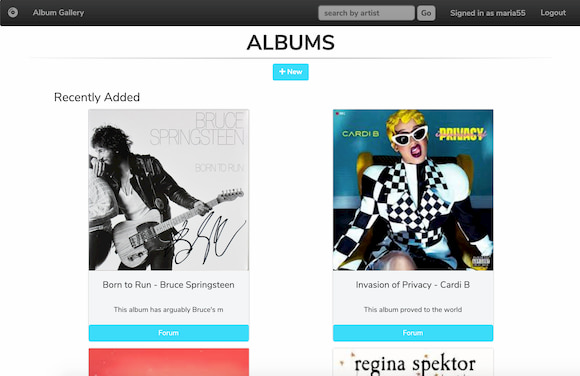 Album Gallery
search by artist
Go
Signed in as maria55
Logout
ALBUMS
+ New
Recently Added
BRUCE
SPRINGSTEEN
BORN TO RUN
CARDI B
PRIVACY
Born to Run - Bruce Springsteen
Invasion of Privacy - Cardi B
This album has arguably Bruce's m
This album proved to the world
Forum
Forum
regina spektor